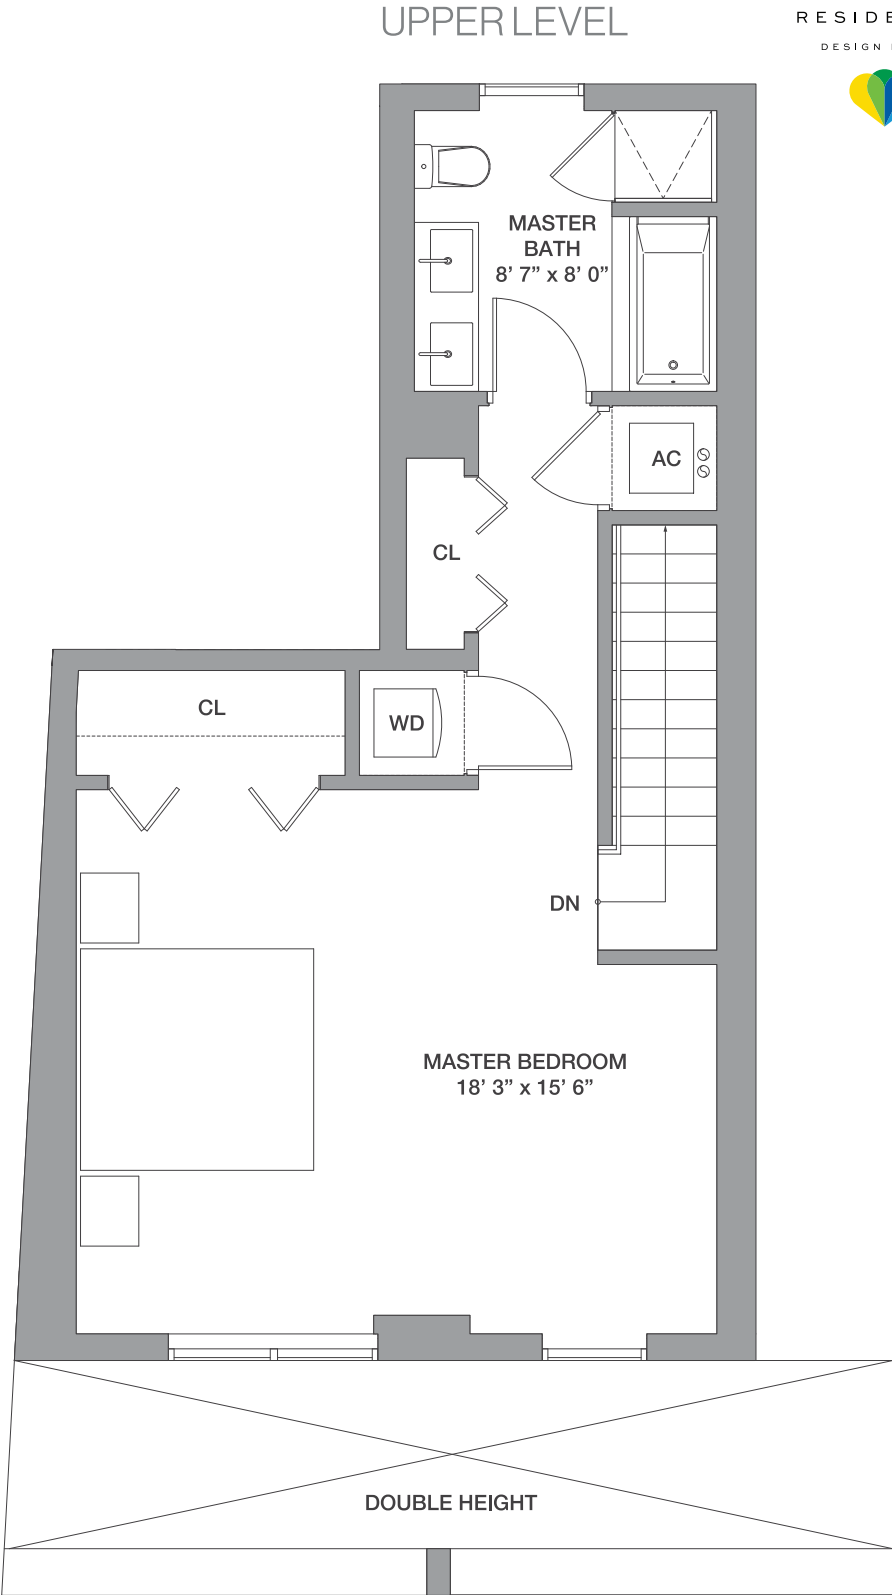 UPPER LEVEL
RESIDE
DESIGN
MASTER
BATH
8’ 7” x 8’ 0”
AC
CL
CL
WD
DN
MASTER BEDROOM
18’ 3” x 15’ 6”
DOUBLE HEIGHT